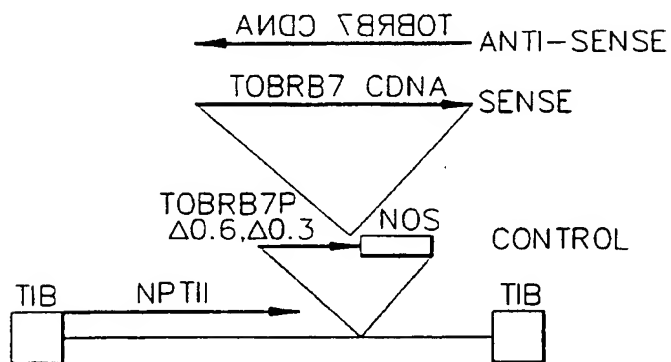 TOBRB7 CDNA
ANTI-SENSE
TOBRB7 CDNA
SENSE
TOBRB7P
Δ0.6,Δ0.3
NOS
CONTROL
TIB
NPTII
TIB